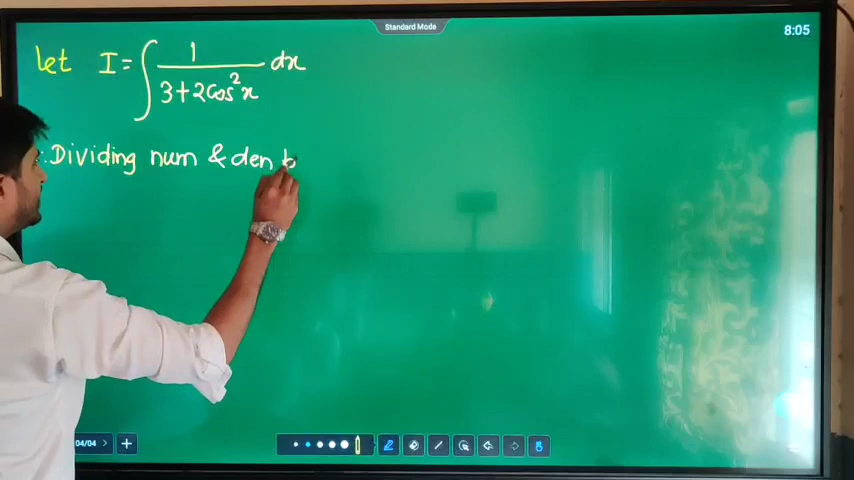 Standard Mode
8:05
let I = ∫ 1/(3+2cos²x) dx
∴ Dividing num & den b
04/04